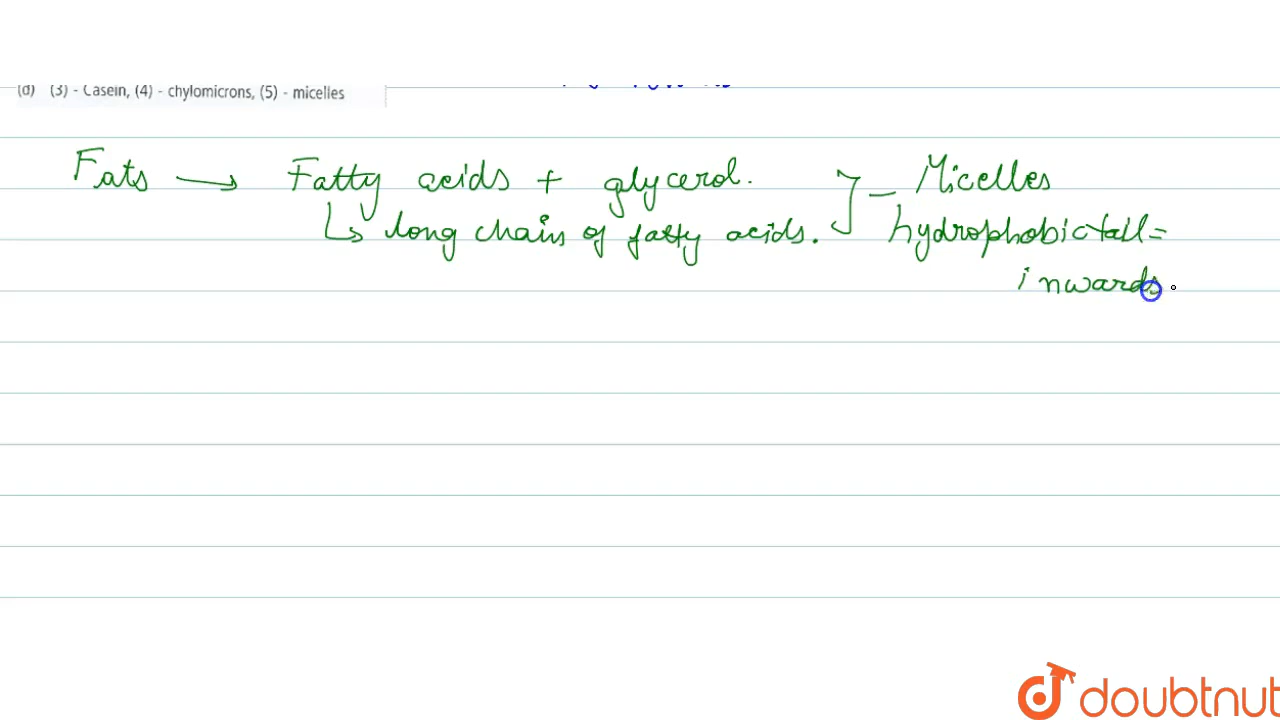 (d) (3) - Casein, (4) - chylomicrons, (5) - micelles
Fats → Fatty acids + glycerol. ] - Micelles
↳ long chain of fatty acids. hydrophobic tail =
inwards.
doubtnut